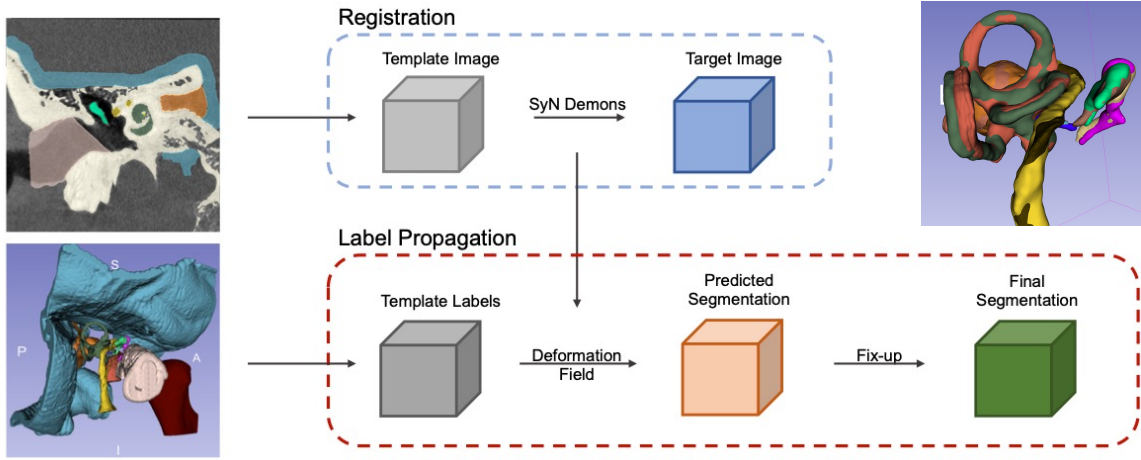 Registration
Template Image
Target Image
SyN Demons
Label Propagation
Template Labels
Predicted
Segmentation
Final
Segmentation
Deformation
Field
Fix-up
S
P
A
I